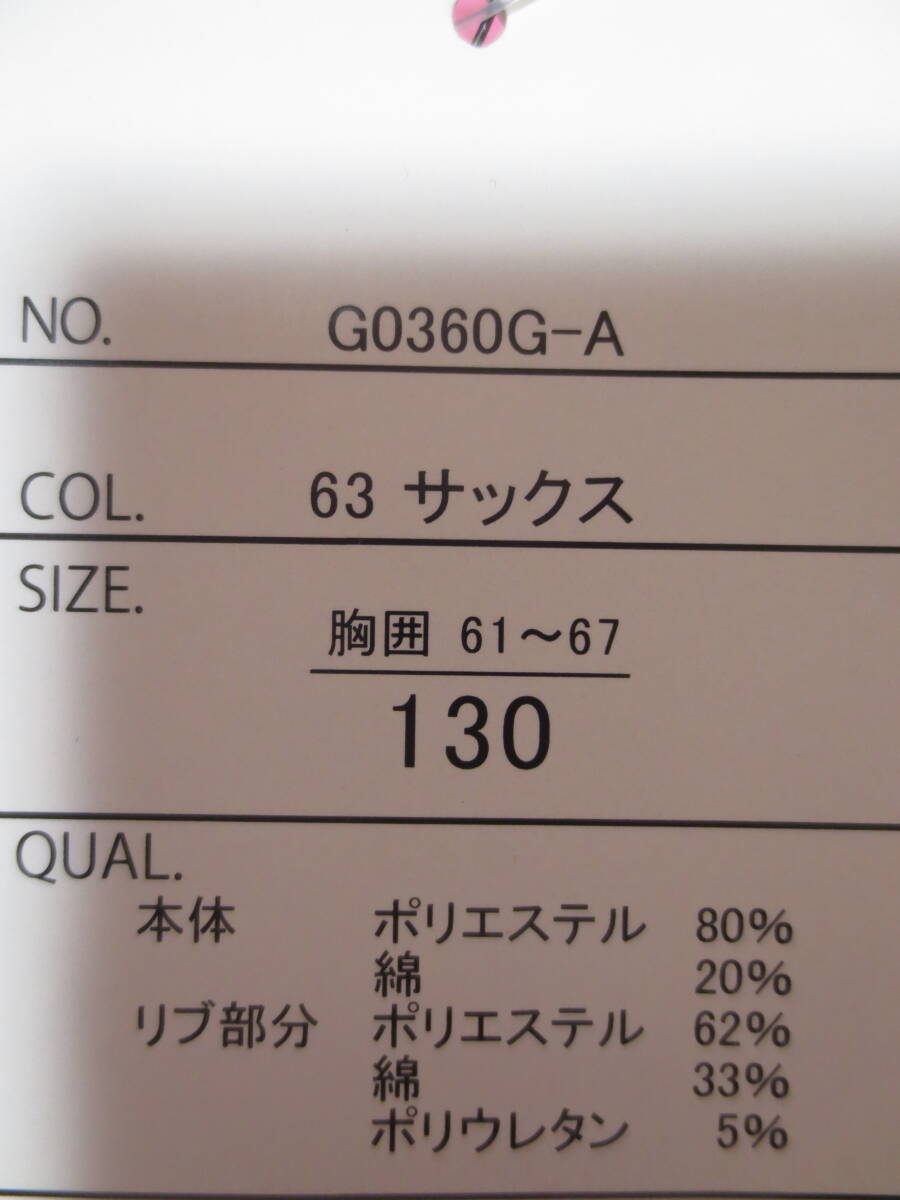 NO. G0360G-A
COL. 63 サックス
SIZE.
胸囲 61～67
130
QUAL.
本体 ポリエステル 80%
綿 20%
リブ部分 ポリエステル 62%
綿 33%
ポリウレタン 5%